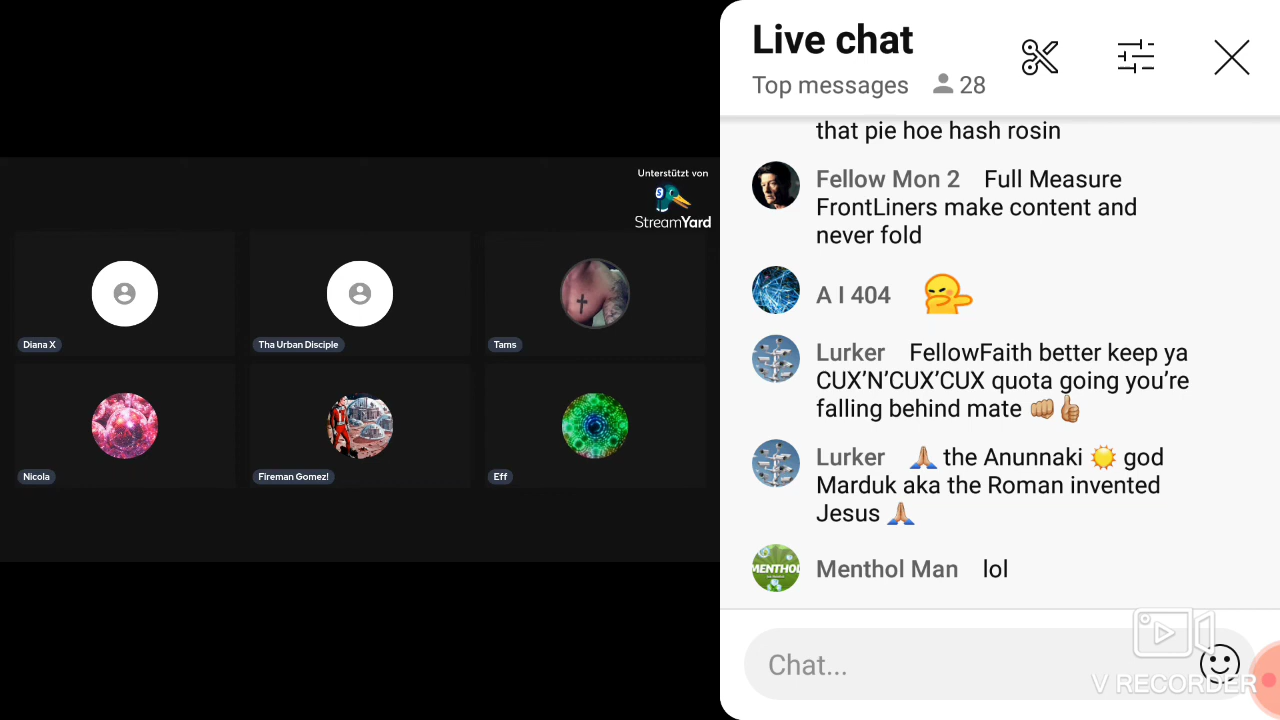 Unterstützt von
StreamYard
Diana X
Tha Urban Disciple
Tams
Nicola
Fireman Gomez!
Eff
Live chat
Top messages 28
that pie hoe hash rosin
Fellow Mon 2 Full Measure
FrontLiners make content and
never fold
A I 404
Lurker FellowFaith better keep ya
CUX’N’CUX’CUX quota going you’re
falling behind mate 👊🏼👍🏼
Lurker 🙏🏼 the Anunnaki 🌞 god
Marduk aka the Roman invented
Jesus 🙏🏼
MENTHOL
Menthol Man lol
Chat...
V RECORDER